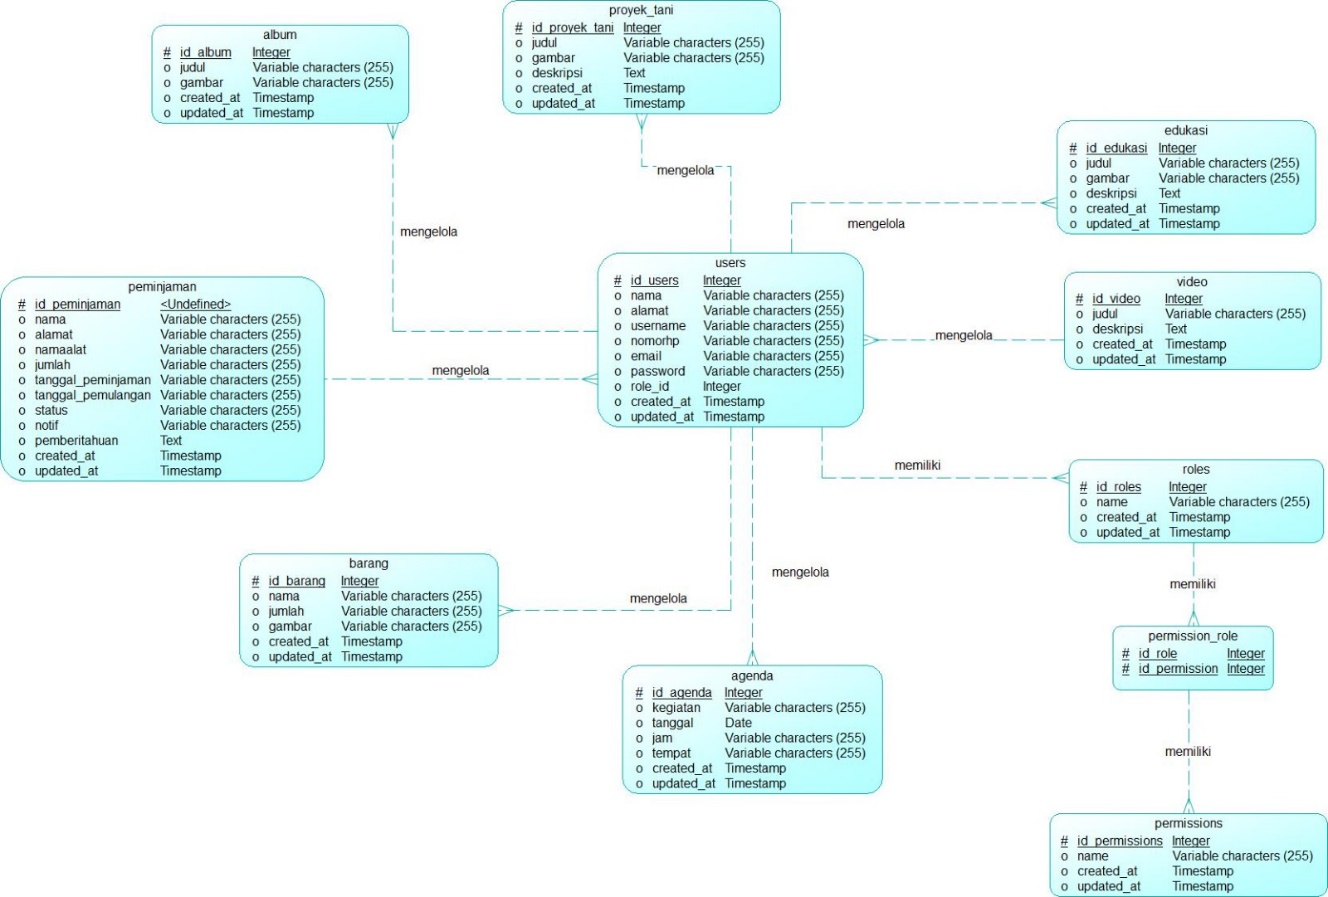 proyek_tani
# id_proyek_tani Integer
o judul Variable characters (255)
o gambar Variable characters (255)
o deskripsi Text
o created_at Timestamp
o updated_at Timestamp
album
# id_album Integer
o judul Variable characters (255)
o gambar Variable characters (255)
o created_at Timestamp
o updated_at Timestamp
edukasi
# id_edukasi Integer
o judul Variable characters (255)
o gambar Variable characters (255)
o deskripsi Text
o created_at Timestamp
o updated_at Timestamp
mengelola
mengelola
mengelola
users
# id_users Integer
o nama Variable characters (255)
o alamat Variable characters (255)
o username Variable characters (255)
o nomorhp Variable characters (255)
o email Variable characters (255)
o password Variable characters (255)
o role_id Integer
o created_at Timestamp
o updated_at Timestamp
video
# id_video Integer
o judul Variable characters (255)
o deskripsi Text
o created_at Timestamp
o updated_at Timestamp
mengelola
peminjaman
# id_peminjaman <Undefined>
o nama Variable characters (255)
o alamat Variable characters (255)
o namaalat Variable characters (255)
o jumlah Variable characters (255)
o tanggal_peminjaman Variable characters (255)
o tanggal_pemulangan Variable characters (255)
o status Variable characters (255)
o notif Variable characters (255)
o pemberitahuan Text
o created_at Timestamp
o updated_at Timestamp
mengelola
memiliki
roles
# id_roles Integer
o name Variable characters (255)
o created_at Timestamp
o updated_at Timestamp
barang
# id_barang Integer
o nama Variable characters (255)
o jumlah Variable characters (255)
o gambar Variable characters (255)
o created_at Timestamp
o updated_at Timestamp
mengelola
mengelola
memiliki
permission_role
# id_role Integer
# id_permission Integer
agenda
# id_agenda Integer
o kegiatan Variable characters (255)
o tanggal Date
o jam Variable characters (255)
o tempat Variable characters (255)
o created_at Timestamp
o updated_at Timestamp
memiliki
permissions
# id_permissions Integer
o name Variable characters (255)
o created_at Timestamp
o updated_at Timestamp